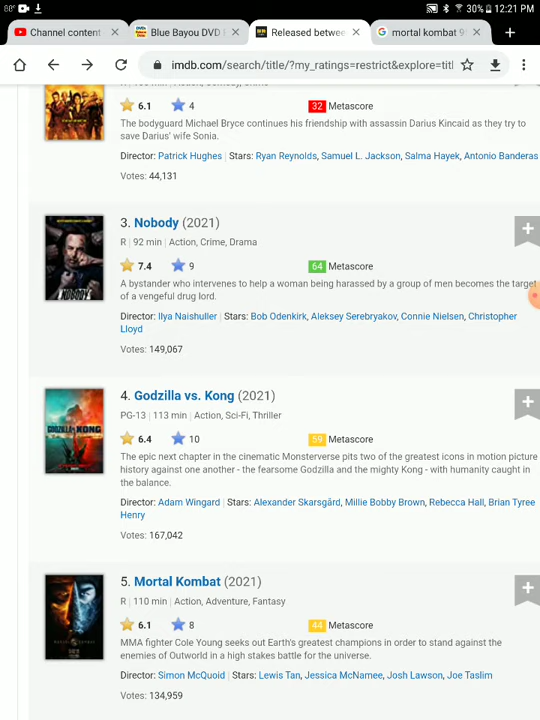 88° 30% 12:21 PM
Channel content
Blue Bayou DVD
Released betwee
mortal kombat 9
imdb.com/search/title/?my_ratings=restrict&explore=titl
6.1 4 32 Metascore
The bodyguard Michael Bryce continues his friendship with assassin Darius Kincaid as they try to
save Darius' wife Sonia.
Director: Patrick Hughes | Stars: Ryan Reynolds, Samuel L. Jackson, Salma Hayek, Antonio Banderas
Votes: 44,131
3. Nobody (2021)
R | 92 min | Action, Crime, Drama
7.4 9 64 Metascore
A bystander who intervenes to help a woman being harassed by a group of men becomes the target
of a vengeful drug lord.
Director: Ilya Naishuller | Stars: Bob Odenkirk, Aleksey Serebryakov, Connie Nielsen, Christopher
Lloyd
Votes: 149,067
NOBODY
4. Godzilla vs. Kong (2021)
PG-13 | 113 min | Action, Sci-Fi, Thriller
6.4 10 59 Metascore
The epic next chapter in the cinematic Monsterverse pits two of the greatest icons in motion picture
history against one another - the fearsome Godzilla and the mighty Kong - with humanity caught in
the balance.
Director: Adam Wingard | Stars: Alexander Skarsgård, Millie Bobby Brown, Rebecca Hall, Brian Tyree
Henry
Votes: 167,042
GODZILLA KONG
5. Mortal Kombat (2021)
R | 110 min | Action, Adventure, Fantasy
6.1 8 44 Metascore
MMA fighter Cole Young seeks out Earth's greatest champions in order to stand against the
enemies of Outworld in a high stakes battle for the universe.
Director: Simon McQuoid | Stars: Lewis Tan, Jessica McNamee, Josh Lawson, Joe Taslim
Votes: 134,959